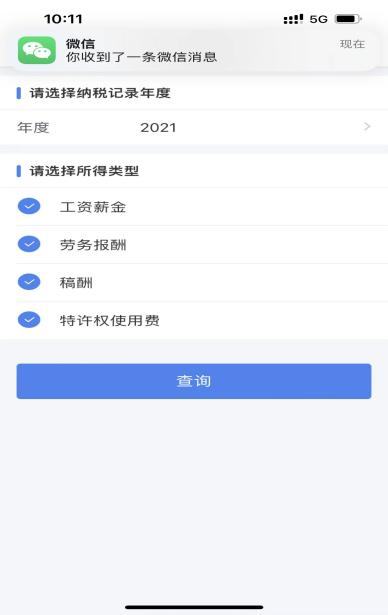 10:11
5G
微信
现在
你收到了一条微信消息
请选择纳税记录年度
年度
2021
请选择所得类型
工资薪金
劳务报酬
稿酬
特许权使用费
查询